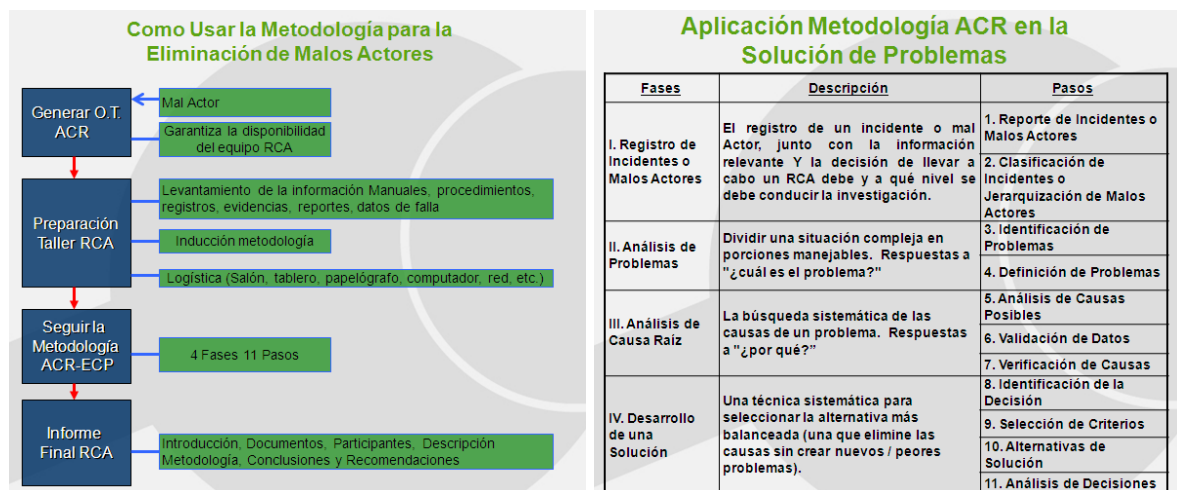 Como Usar la Metodología para la
Eliminación de Malos Actores
Generar O.T.
ACR
Mal Actor
Garantiza la disponibilidad
del equipo RCA
Preparación
Taller RCA
Levantamiento de la información Manuales, procedimientos,
registros, evidencias, reportes, datos de falla
Inducción metodología
Logística (Salón, tablero, papelógrafo, computador, red, etc.)
Seguir la
Metodología
ACR-ECP
4 Fases 11 Pasos
Informe
Final RCA
Introducción, Documentos, Participantes, Descripción
Metodología, Conclusiones y Recomendaciones
Aplicación Metodología ACR en la
Solución de Problemas
Fases
Descripción
Pasos
I. Registro de
Incidentes o
Malos Actores
El registro de un incidente o mal
Actor, junto con la información
relevante Y la decisión de llevar a
cabo un RCA debe y a qué nivel se
debe conducir la investigación.
1. Reporte de Incidentes o
Malos Actores
2. Clasificación de
Incidentes o
Jerarquización de Malos
Actores
II. Análisis de
Problemas
Dividir una situación compleja en
porciones manejables. Respuestas a
"¿cuál es el problema?"
3. Identificación de
Problemas
4. Definición de Problemas
III. Análisis de
Causa Raíz
La búsqueda sistemática de las
causas de un problema. Respuestas
a "¿por qué?"
5. Análisis de Causas
Posibles
6. Validación de Datos
7. Verificación de Causas
IV. Desarrollo
de una
Solución
Una técnica sistemática para
seleccionar la alternativa más
balanceada (una que elimine las
causas sin crear nuevos / peores
problemas).
8. Identificación de la
Decisión
9. Selección de Criterios
10. Alternativas de
Solución
11. Análisis de Decisiones